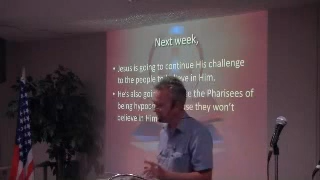 Next week,
• Jesus is going to continue His challenge
to the people to believe in Him.
• He's also going the Pharisees of
being they won't
believe in Him